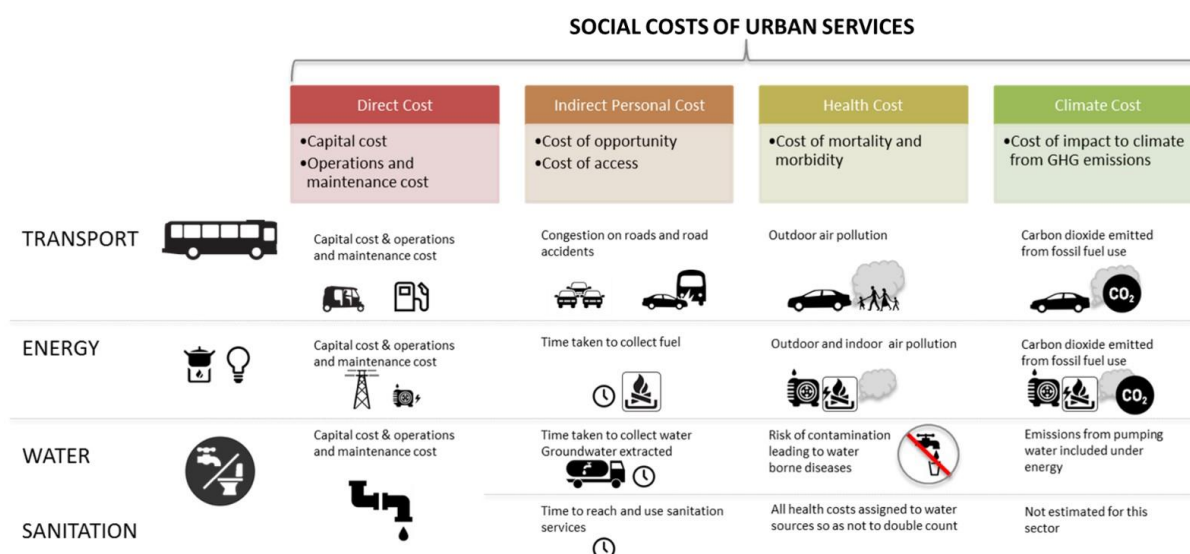 SOCIAL COSTS OF URBAN SERVICES
Direct Cost
•Capital cost
•Operations and
maintenance cost
Indirect Personal Cost
•Cost of opportunity
•Cost of access
Health Cost
•Cost of mortality and
morbidity
Climate Cost
•Cost of impact to climate
from GHG emissions
TRANSPORT
Capital cost & operations
and maintenance cost
Congestion on roads and road
accidents
Outdoor air pollution
Carbon dioxide emitted
from fossil fuel use
CO₂
ENERGY
Capital cost & operations
and maintenance cost
Time taken to collect fuel
Outdoor and indoor air pollution
Carbon dioxide emitted
from fossil fuel use
CO₂
WATER
Capital cost & operations
and maintenance cost
Time taken to collect water
Groundwater extracted
Risk of contamination
leading to water
borne diseases
Emissions from pumping
water included under
energy
SANITATION
Time to reach and use sanitation
services
All health costs assigned to water
sources so as not to double count
Not estimated for this
sector